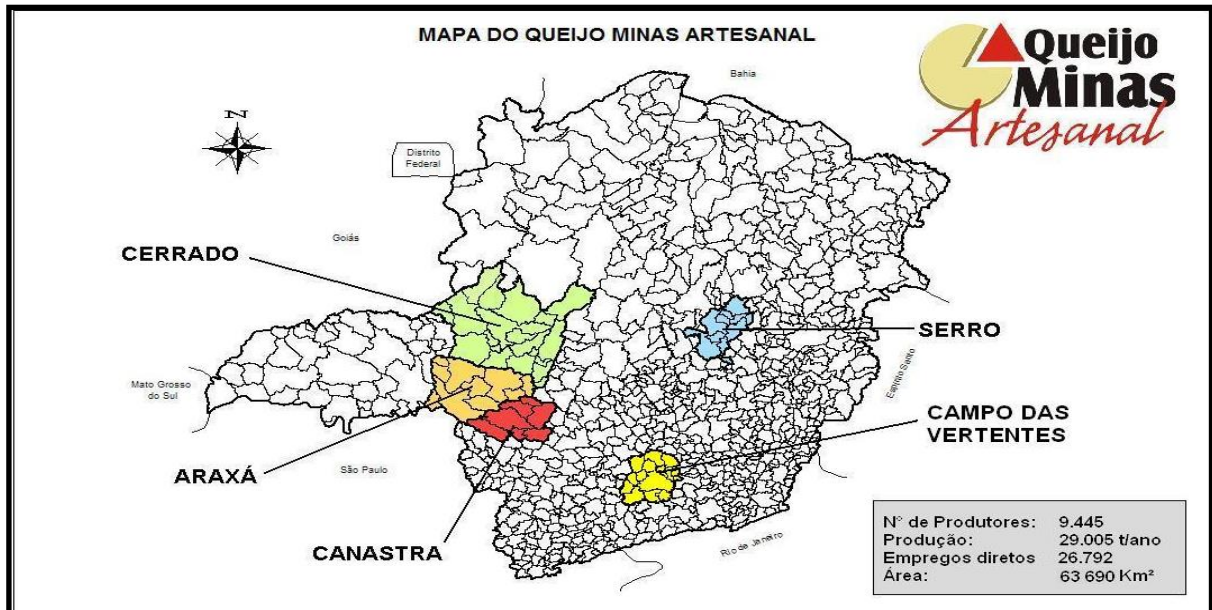 MAPA DO QUEIJO MINAS ARTESANAL
Queijo
Minas
Artesanal
Bahia
N
Distrito
Federal
Goiás
CERRADO
SERRO
Mato Grosso
do Sul
Espírito Santo
CAMPO DAS
VERTENTES
São Paulo
ARAXÁ
CANASTRA
Rio de Janeiro
N° de Produtores: 9.445
Produção: 29.005 t/ano
Empregos diretos 26.792
Área: 63 690 Km²